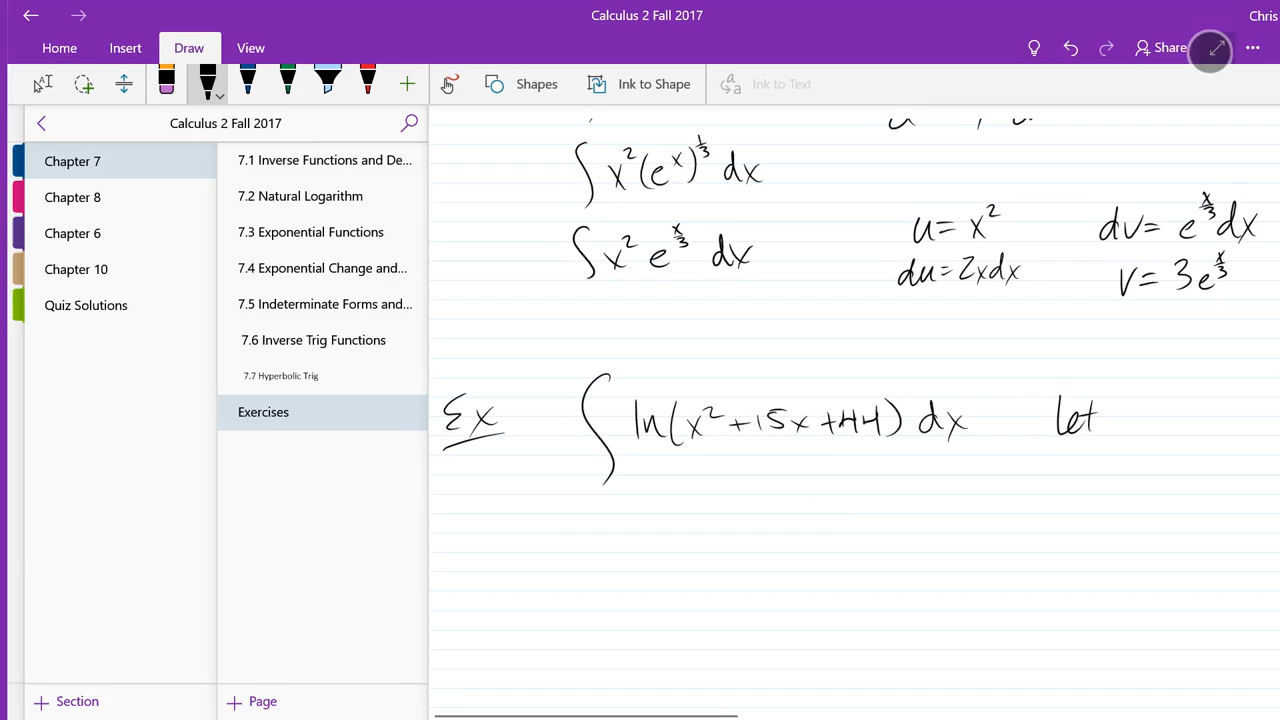 Calculus 2 Fall 2017
Chris
Home Insert Draw View Share
Shapes Ink to Shape Ink to Text
Calculus 2 Fall 2017
Chapter 7
Chapter 8
Chapter 6
Chapter 10
Quiz Solutions
7.1 Inverse Functions and De...
7.2 Natural Logarithm
7.3 Exponential Functions
7.4 Exponential Change and...
7.5 Indeterminate Forms and...
7.6 Inverse Trig Functions
7.7 Hyperbolic Trig
Exercises
∫ x²(eˣ)^(1/3) dx
∫ x² e^(x/3) dx
u = x² dv = e^(x/3) dx
du = 2x dx v = 3e^(x/3)
Ex ∫ ln(x² + 15x + 44) dx let
+ Section
+ Page